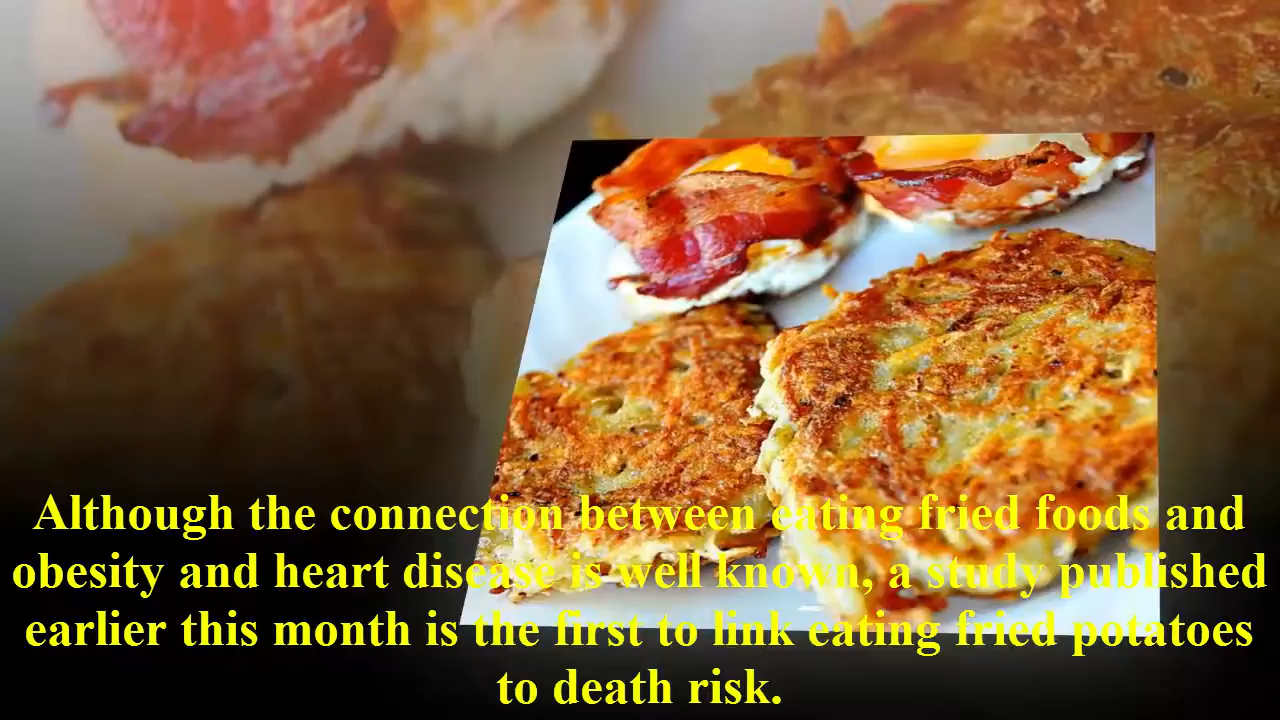 Although the connection between eating fried foods and
obesity and heart disease is well known, a study published
earlier this month is the first to link eating fried potatoes
to death risk.